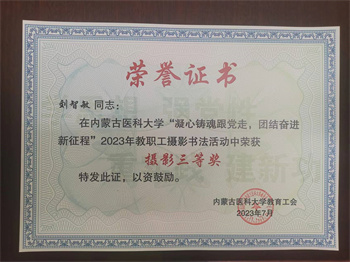 荣誉证书
刘智敏 同志：
在内蒙古医科大学“凝心铸魂跟党走，团结奋进
新征程”2023年教职工摄影书法活动中荣获
摄影三等奖
特发此证，以资鼓励。
内蒙古医科大学教育工会
2023年7月